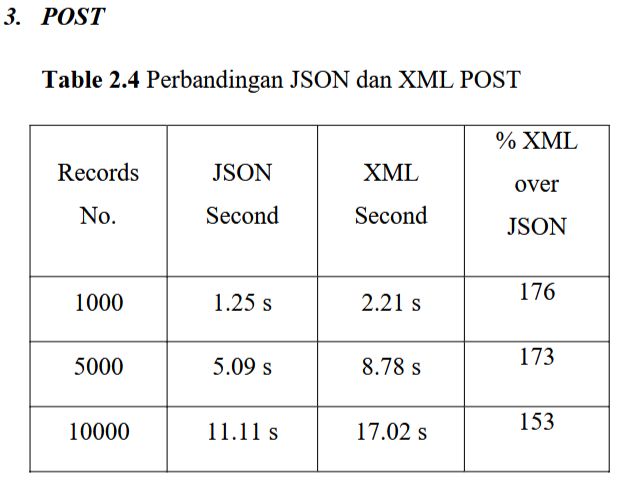 3. POST
Table 2.4 Perbandingan JSON dan XML POST
Records No. JSON Second XML Second % XML over JSON
1000 1.25 s 2.21 s 176
5000 5.09 s 8.78 s 173
10000 11.11 s 17.02 s 153